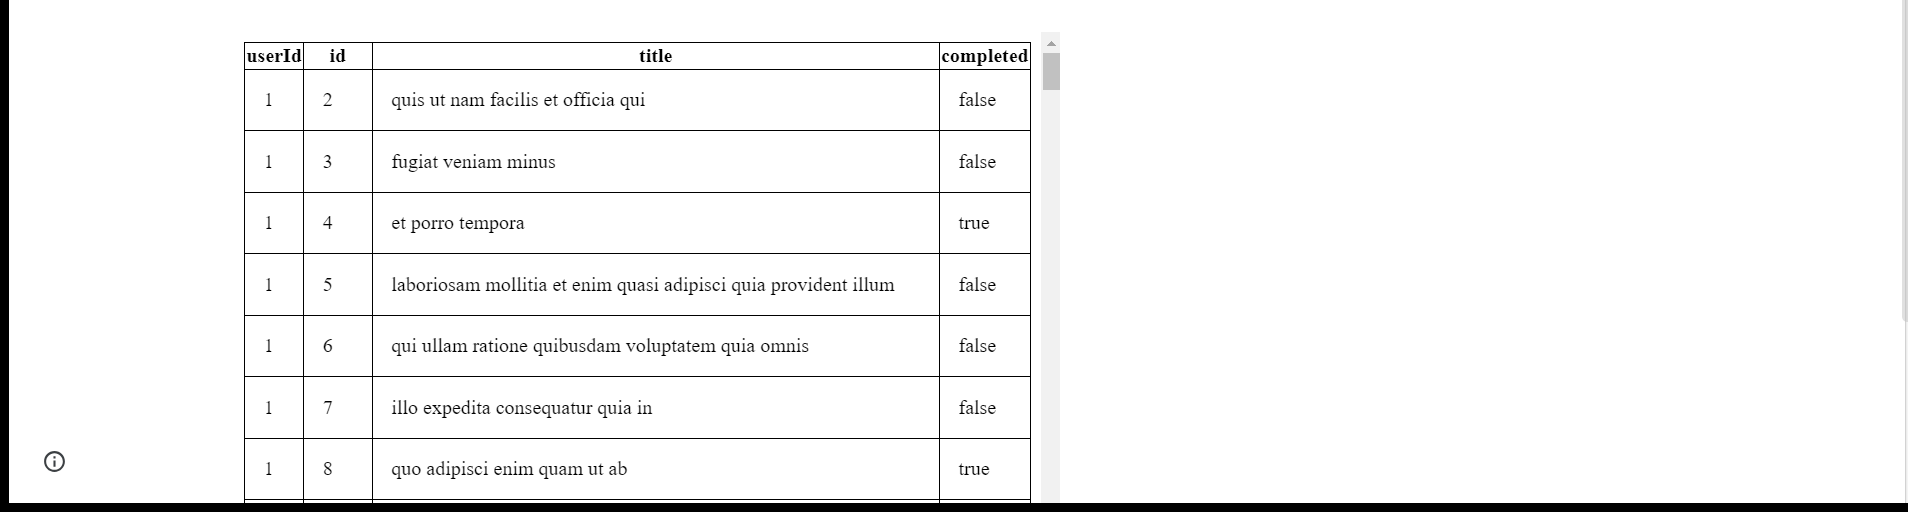 userId id title completed
1 2 quis ut nam facilis et officia qui false
1 3 fugiat veniam minus false
1 4 et porro tempora true
1 5 laboriosam mollitia et enim quasi adipisci quia provident illum false
1 6 qui ullam ratione quibusdam voluptatem quia omnis false
1 7 illo expedita consequatur quia in false
1 8 quo adipisci enim quam ut ab true